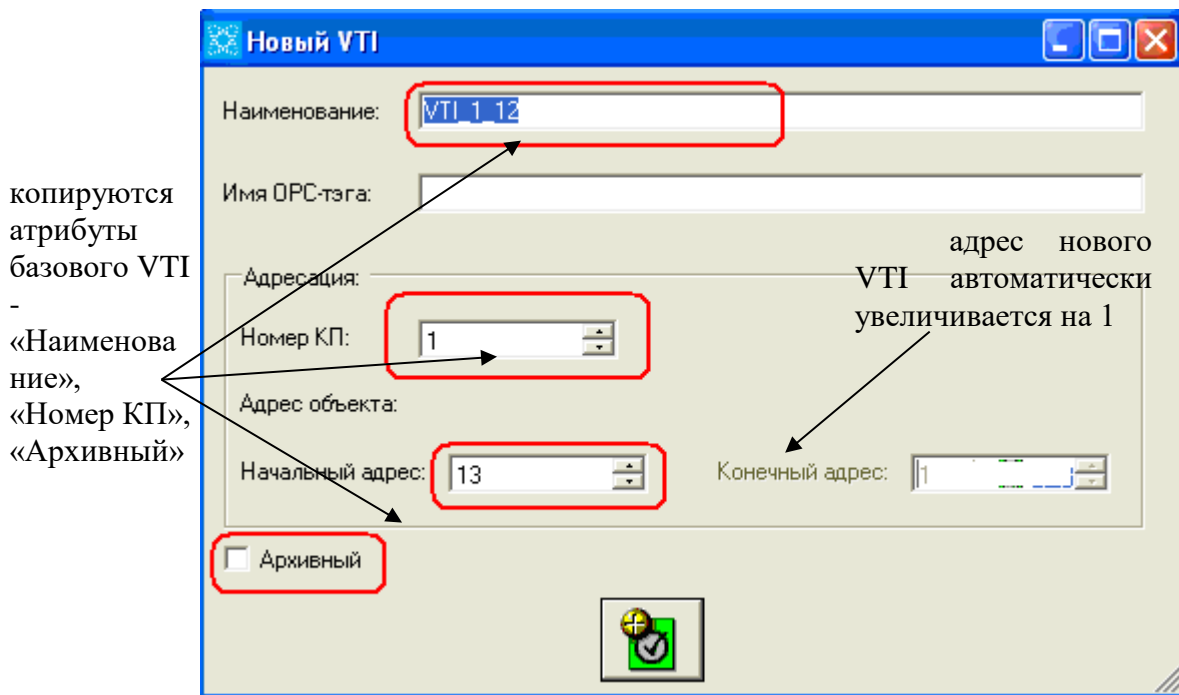 Новый VTI
Наименование:
VTI_1_12
Имя OPC-тэга:
копируются
атрибуты
базового VTI
-
«Наименова
ние»,
«Номер КП»,
«Архивный»
адрес нового
VTI автоматически
увеличивается на 1
Адресация:
Номер КП:
1
Адрес объекта:
Начальный адрес:
13
Конечный адрес:
1
Архивный